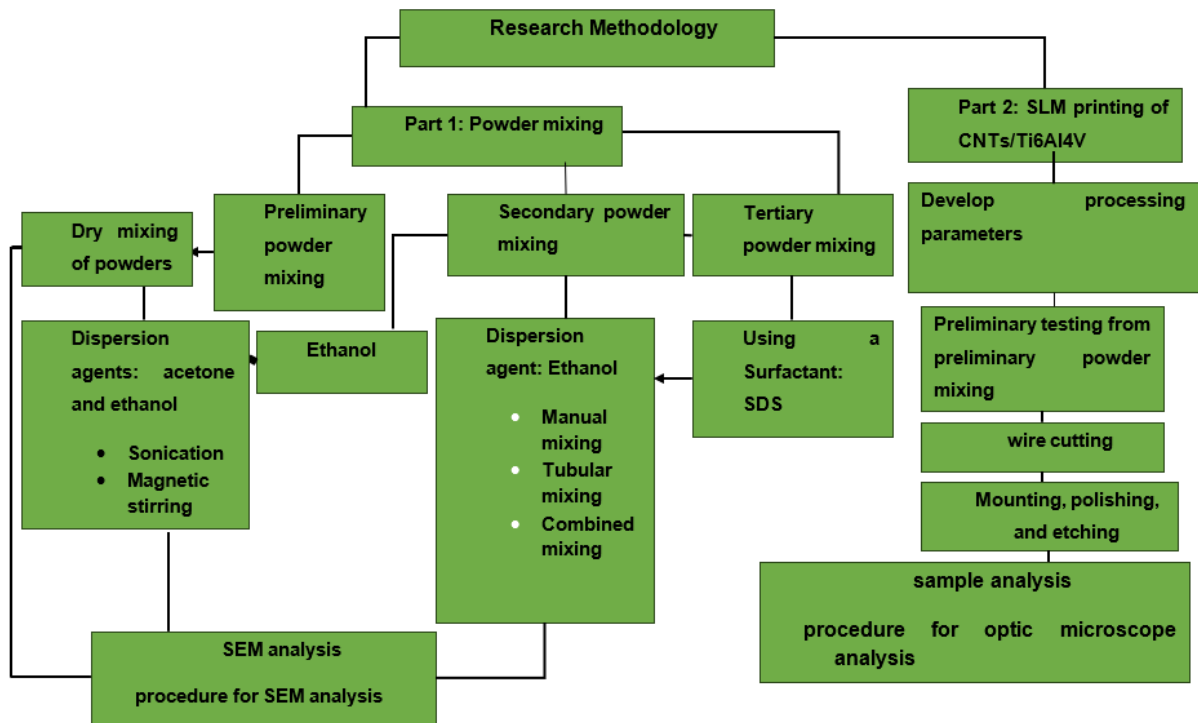 Research Methodology
Part 1: Powder mixing
Part 2: SLM printing of
CNTs/Ti6Al4V
Preliminary
powder
mixing
Secondary powder
mixing
Tertiary
powder mixing
Develop processing
parameters
Dry mixing
of powders
Dispersion
agents: acetone
and ethanol
• Sonication
• Magnetic
stirring
Ethanol
Dispersion
agent: Ethanol
• Manual
mixing
• Tubular
mixing
• Combined
mixing
Using a
Surfactant:
SDS
Preliminary testing from
preliminary powder
mixing
wire cutting
Mounting, polishing,
and etching
sample analysis
procedure for optic microscope
analysis
SEM analysis
procedure for SEM analysis